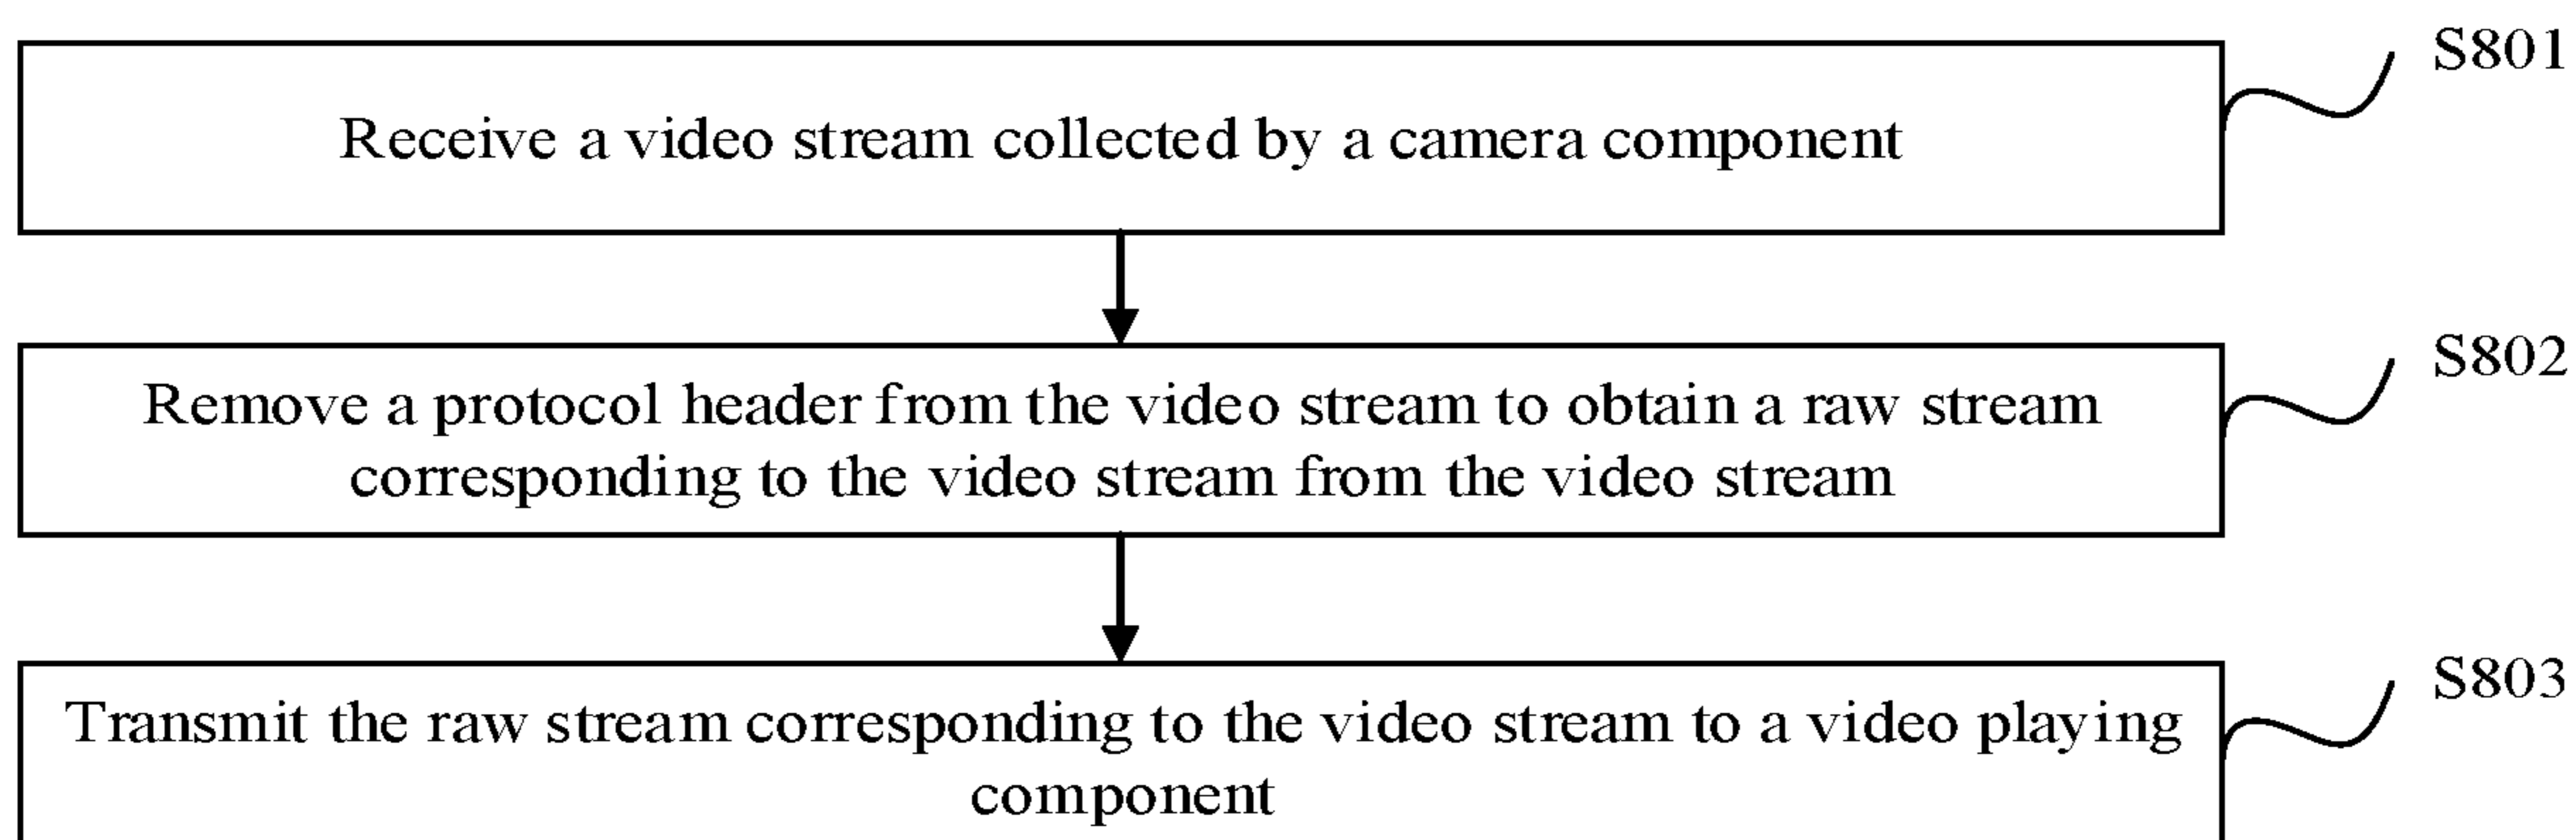 S801
Receive a video stream collected by a camera component
S802
Remove a protocol header from the video stream to obtain a raw stream
corresponding to the video stream from the video stream
S803
Transmit the raw stream corresponding to the video stream to a video playing
component